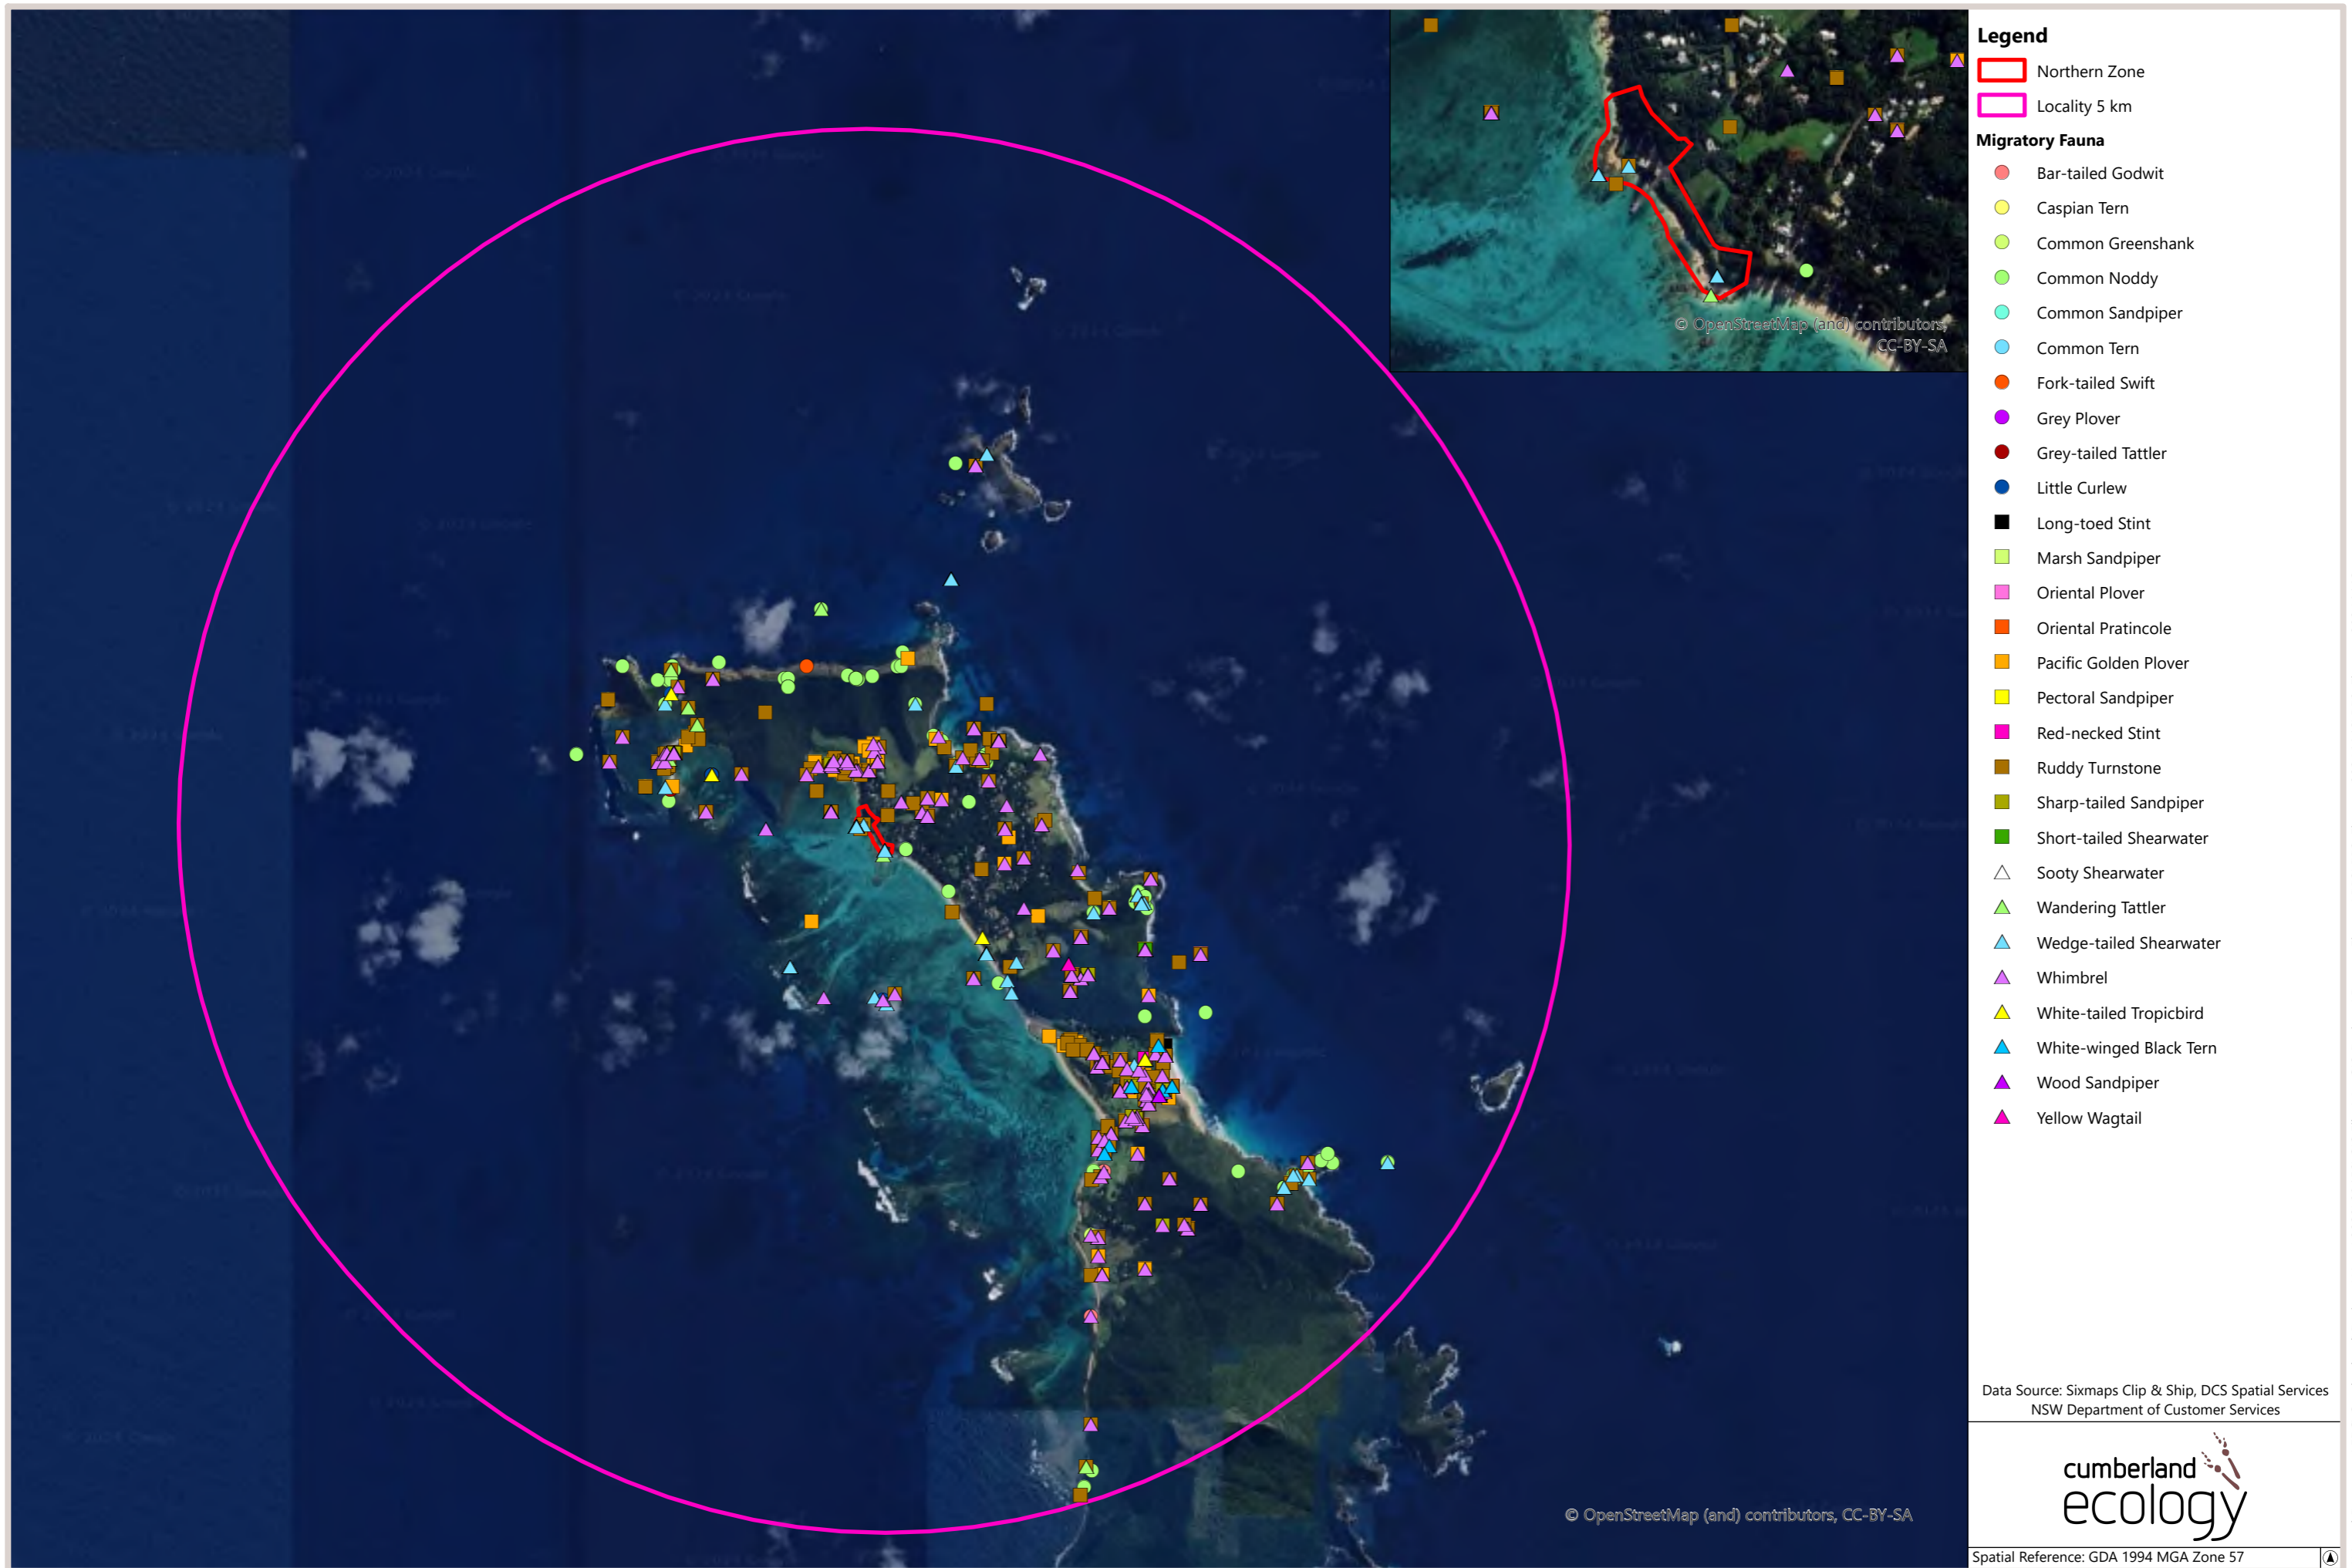 © OpenStreetMap (and) contributors,
CC-BY-SA
© OpenStreetMap (and) contributors, CC-BY-SA
Legend
Northern Zone
Locality 5 km
Migratory Fauna
Bar-tailed Godwit
Caspian Tern
Common Greenshank
Common Noddy
Common Sandpiper
Common Tern
Fork-tailed Swift
Grey Plover
Grey-tailed Tattler
Little Curlew
Long-toed Stint
Marsh Sandpiper
Oriental Plover
Oriental Pratincole
Pacific Golden Plover
Pectoral Sandpiper
Red-necked Stint
Ruddy Turnstone
Sharp-tailed Sandpiper
Short-tailed Shearwater
Sooty Shearwater
Wandering Tattler
Wedge-tailed Shearwater
Whimbrel
White-tailed Tropicbird
White-winged Black Tern
Wood Sandpiper
Yellow Wagtail
Data Source: Sixmaps Clip & Ship, DCS Spatial Services
NSW Department of Customer Services
cumberland
ecology
Spatial Reference: GDA 1994 MGA Zone 57